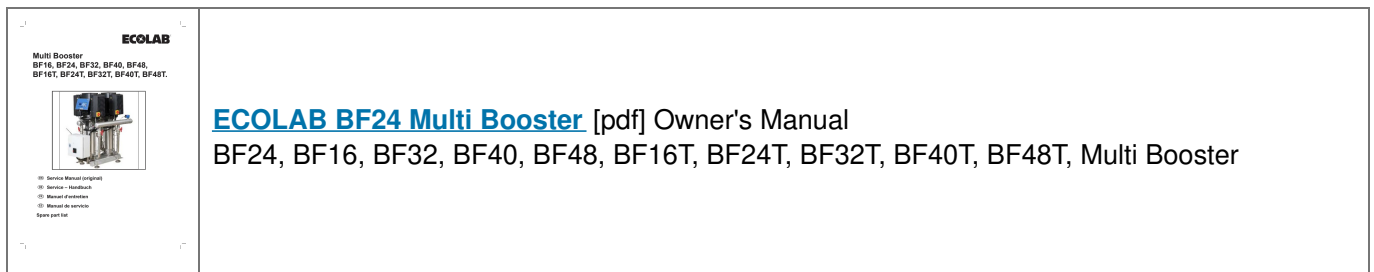 ECOLAB
Multi Booster
BF16, BF24, BF32, BF40, BF48,
BF16T, BF24T, BF32T, BF40T, BF48T.
Service Manual (original)
Service – Handbuch
Manuel d'entretien
Manual de servicio
Spare part list
ECOLAB BF24 Multi Booster [pdf] Owner's Manual
BF24, BF16, BF32, BF40, BF48, BF16T, BF24T, BF32T, BF40T, BF48T, Multi Booster